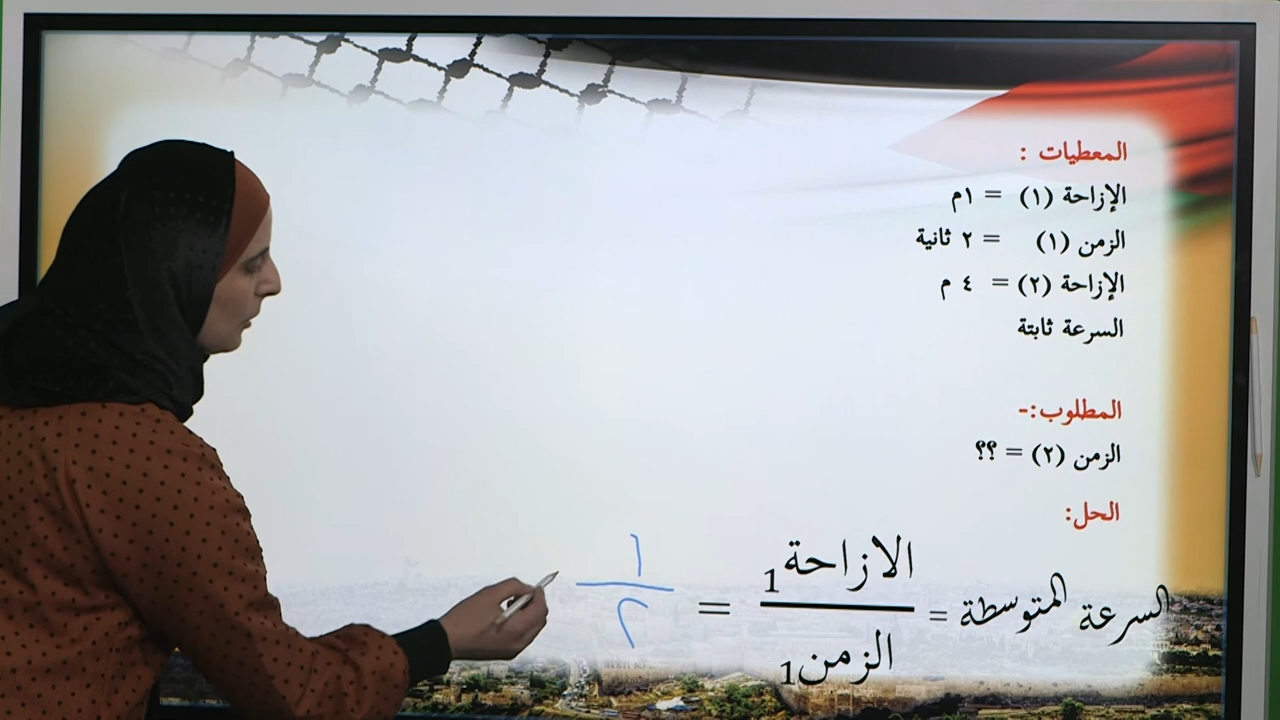 المعطيات :
الإزاحة (١) = ١م
الزمن (١) = ٢ ثانية
الإزاحة (٢) = ٤ م
السرعة ثابتة
المطلوب:-
الزمن (٢) = ؟؟
الحل:
السرعة المتوسطة = الازاحة1 / الزمن1 = ١ / ٢